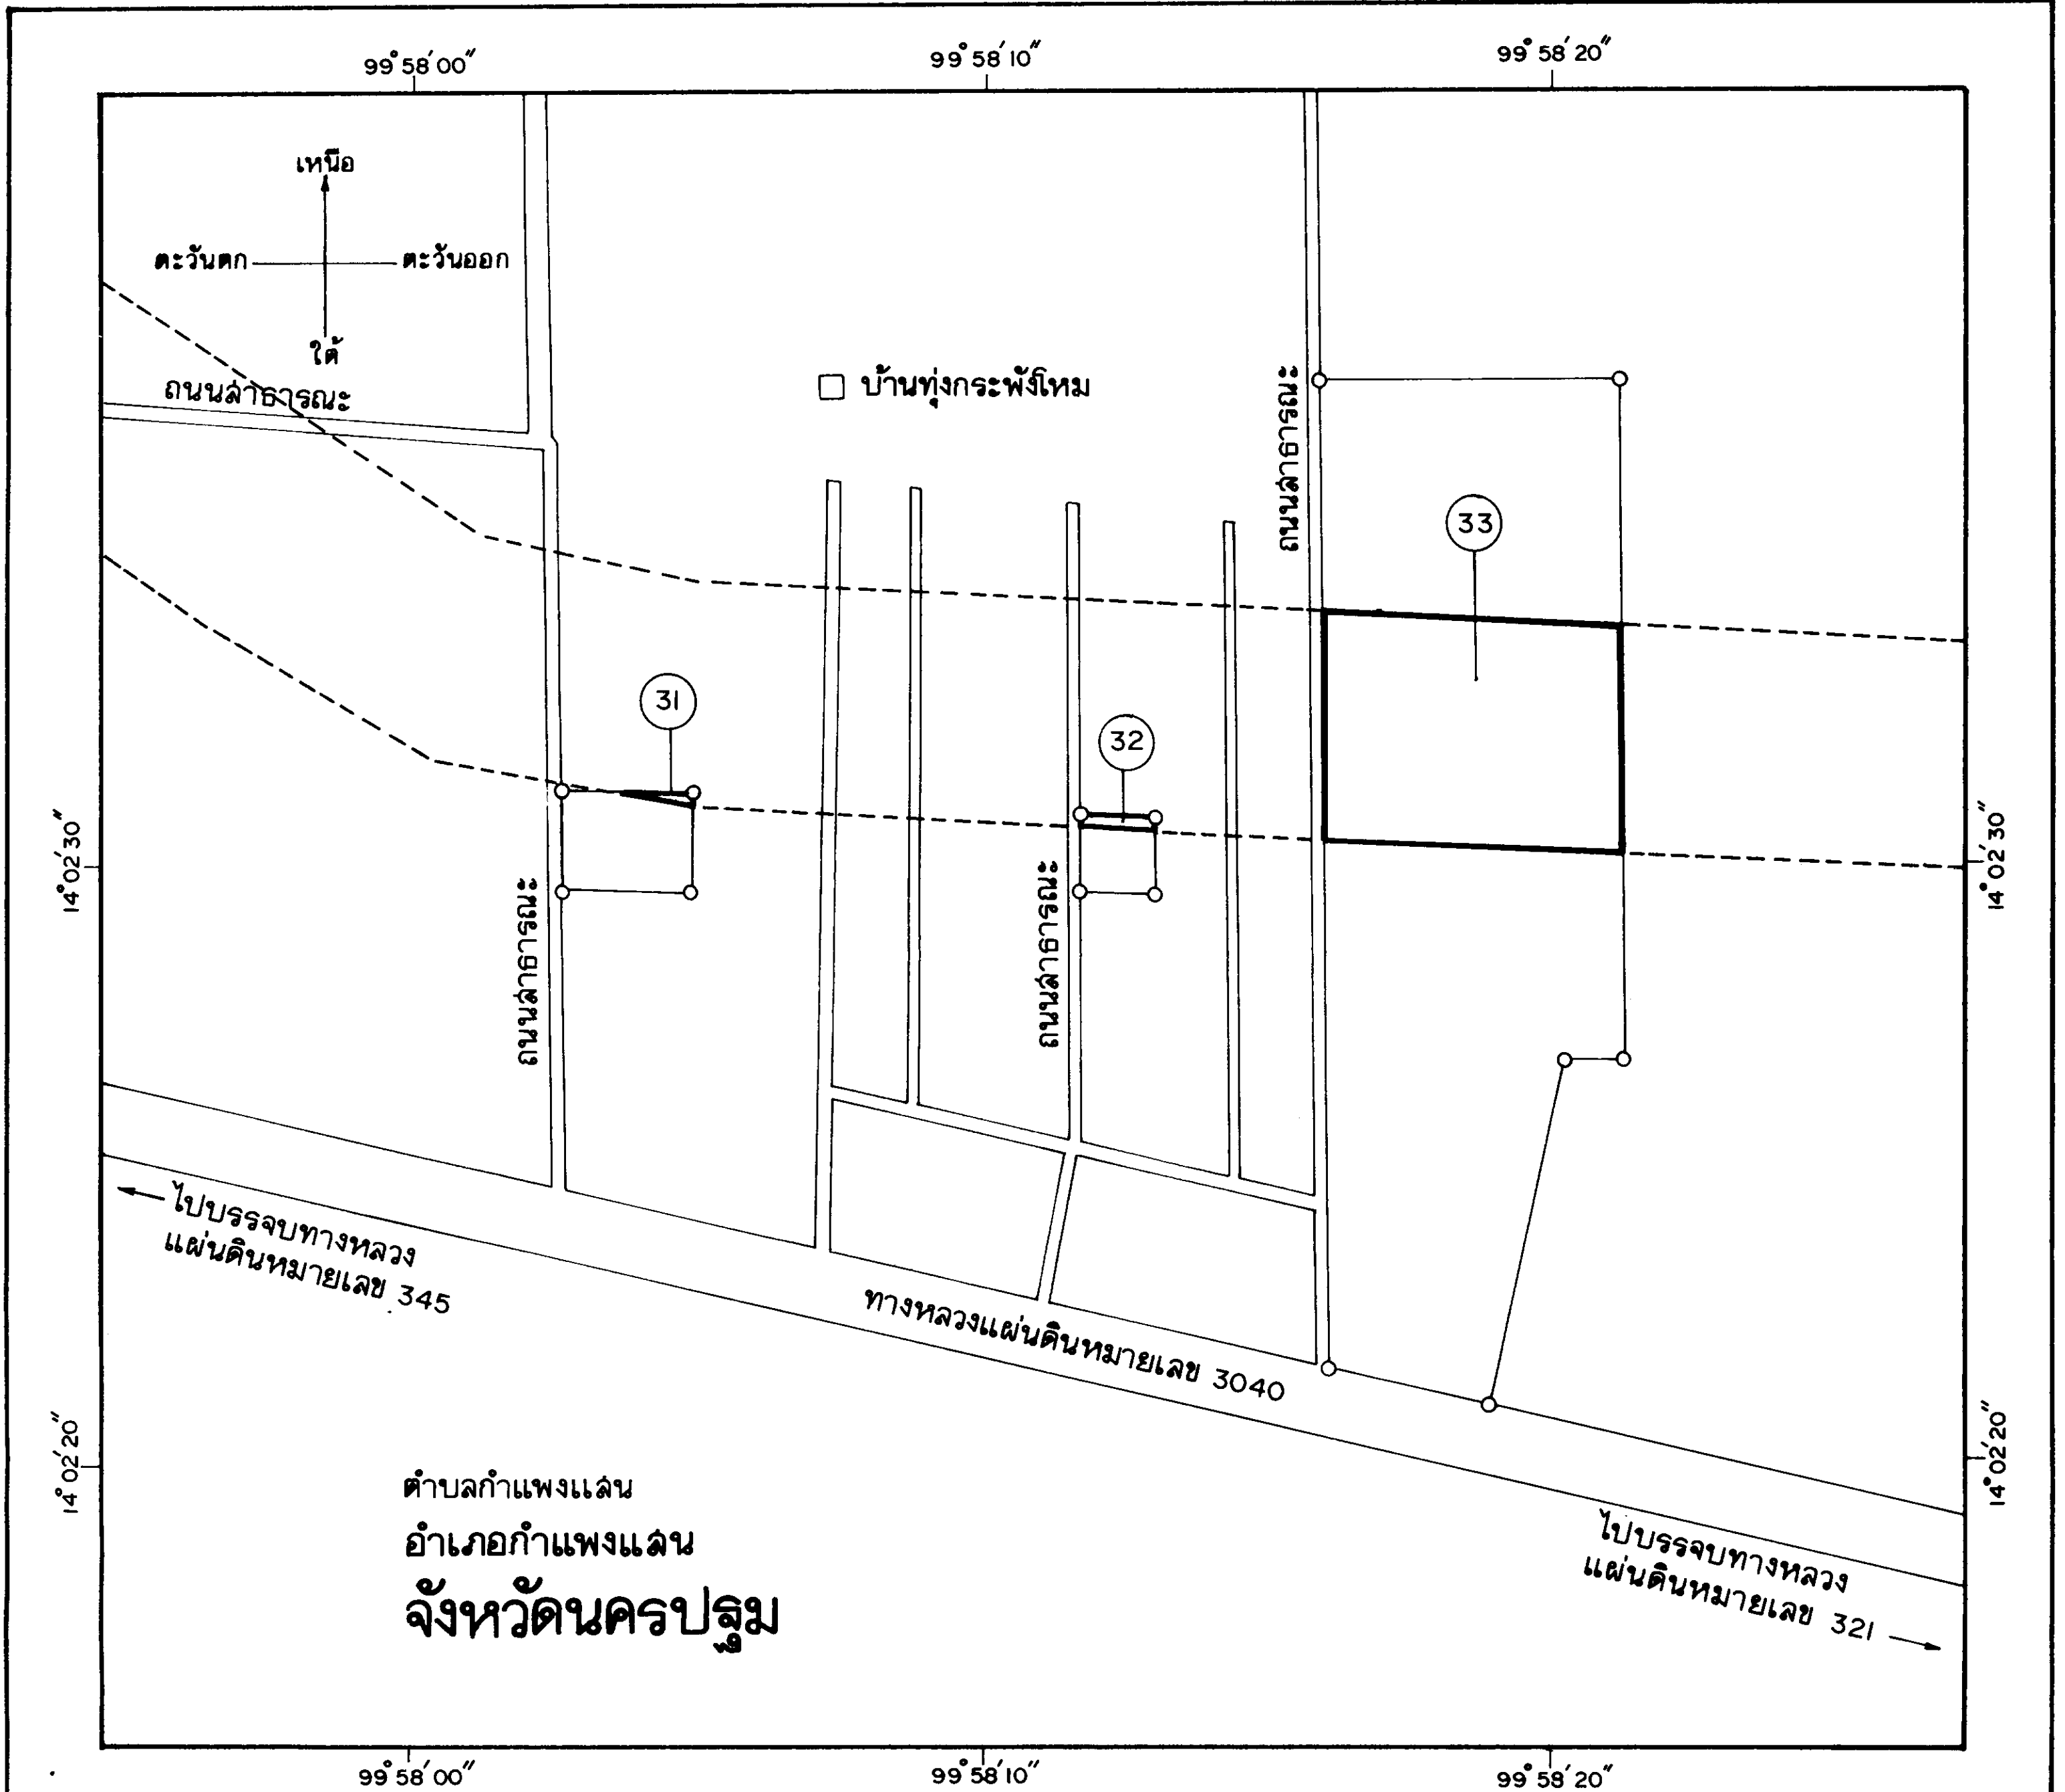 99°58'00"
99°58'10"
99°58'20"
เหนือ
ตะวันตก
ตะวันออก
ใต้
ถนนสาธารณะ
บ้านทุ่งกระพังโหม
ถนนสาธารณะ
33
31
32
14°02'30"
14°02'30"
ถนนสาธารณะ
ถนนสาธารณะ
ไปบรรจบทางหลวง
แผ่นดินหมายเลข 345
ทางหลวงแผ่นดินหมายเลข 3040
14°02'20"
14°02'20"
ตำบลกำแพงแสน
อำเภอกำแพงแสน
จังหวัดนครปฐม
ไปบรรจบทางหลวง
แผ่นดินหมายเลข 321
99°58'00"
99°58'10"
99°58'20"